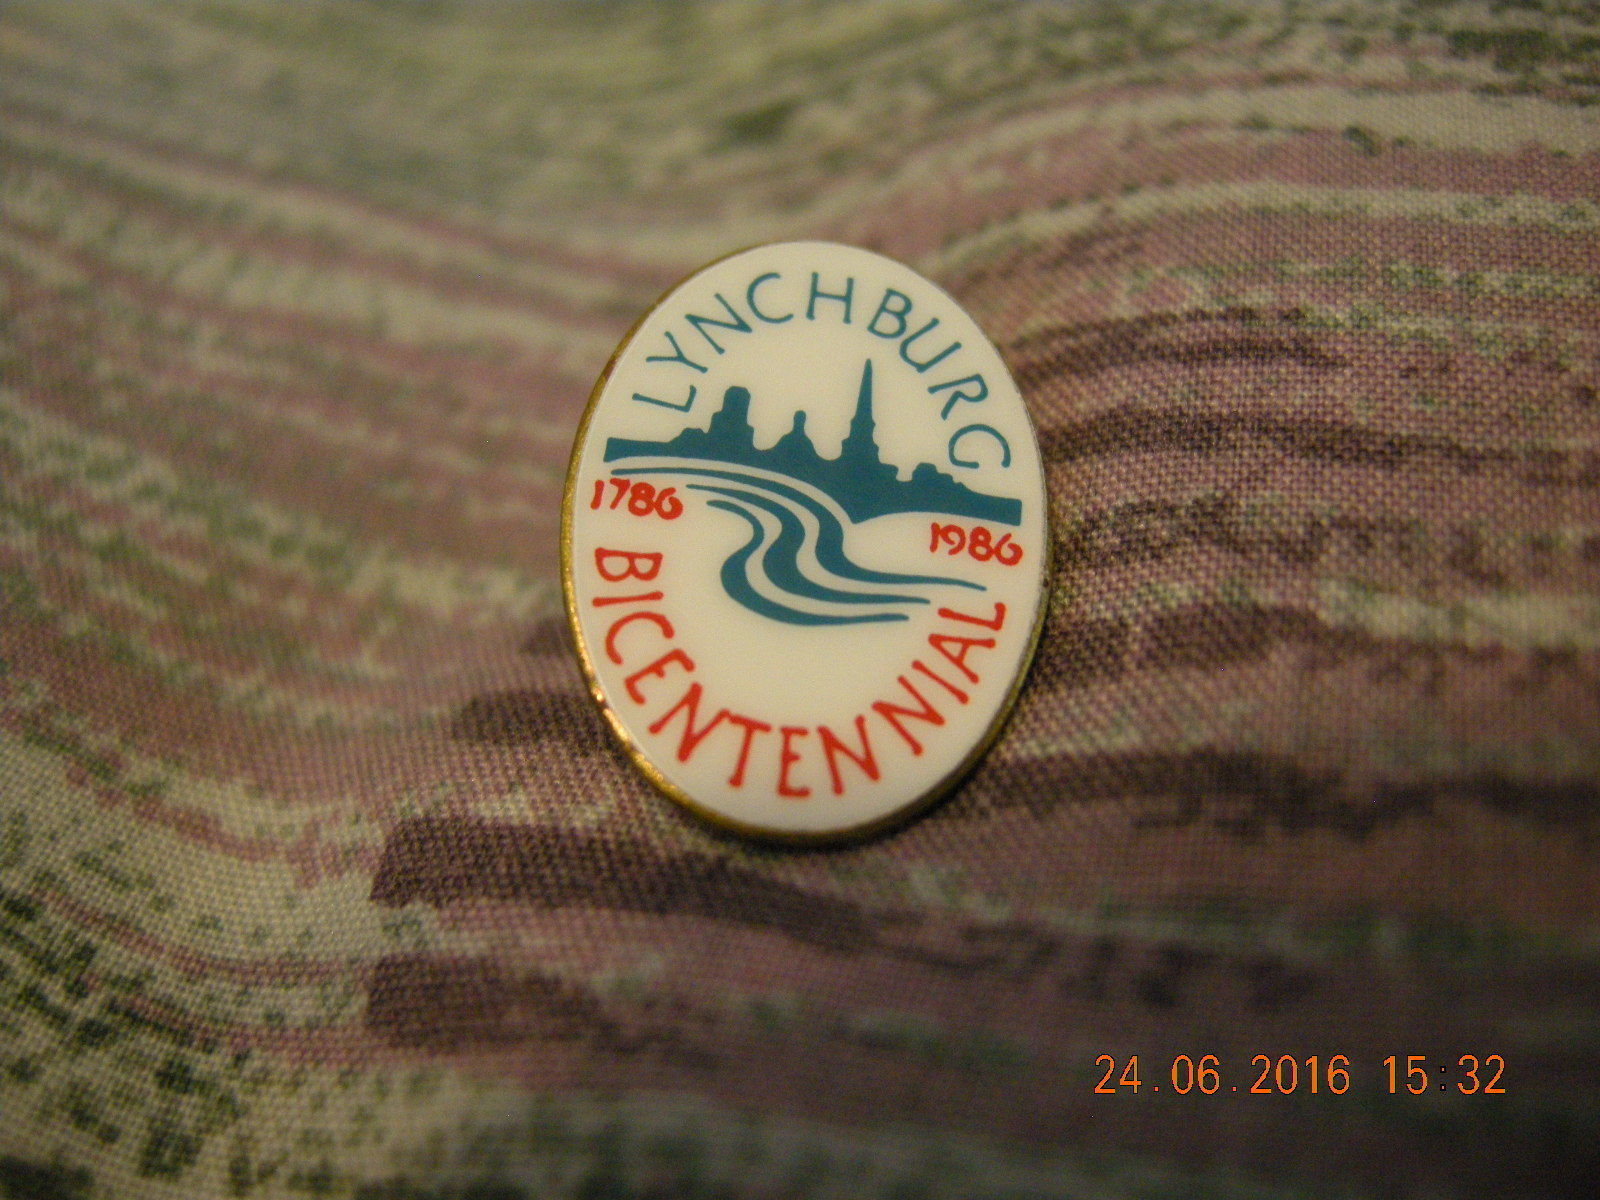 LYNCHBURG
1786
1986
BICENTENNIAL
24.06.2016 15:32